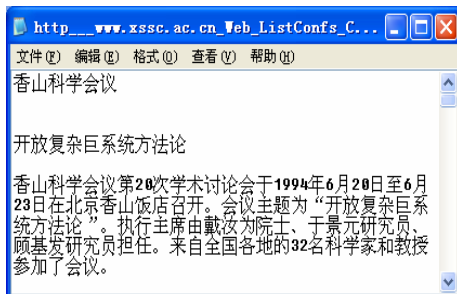 http___www.xssc.ac.cn_Web_ListConfs_C...
文件(F) 编辑(E) 格式(O) 查看(V) 帮助(H)
香山科学会议
开放复杂巨系统方法论
香山科学会议第20次学术讨论会于1994年6月20日至6月
23日在北京香山饭店召开。会议主题为“开放复杂巨系
统方法论”。执行主席由戴汝为院士、于景元研究员、
顾基发研究员担任。来自全国各地的32名科学家和教授
参加了会议。